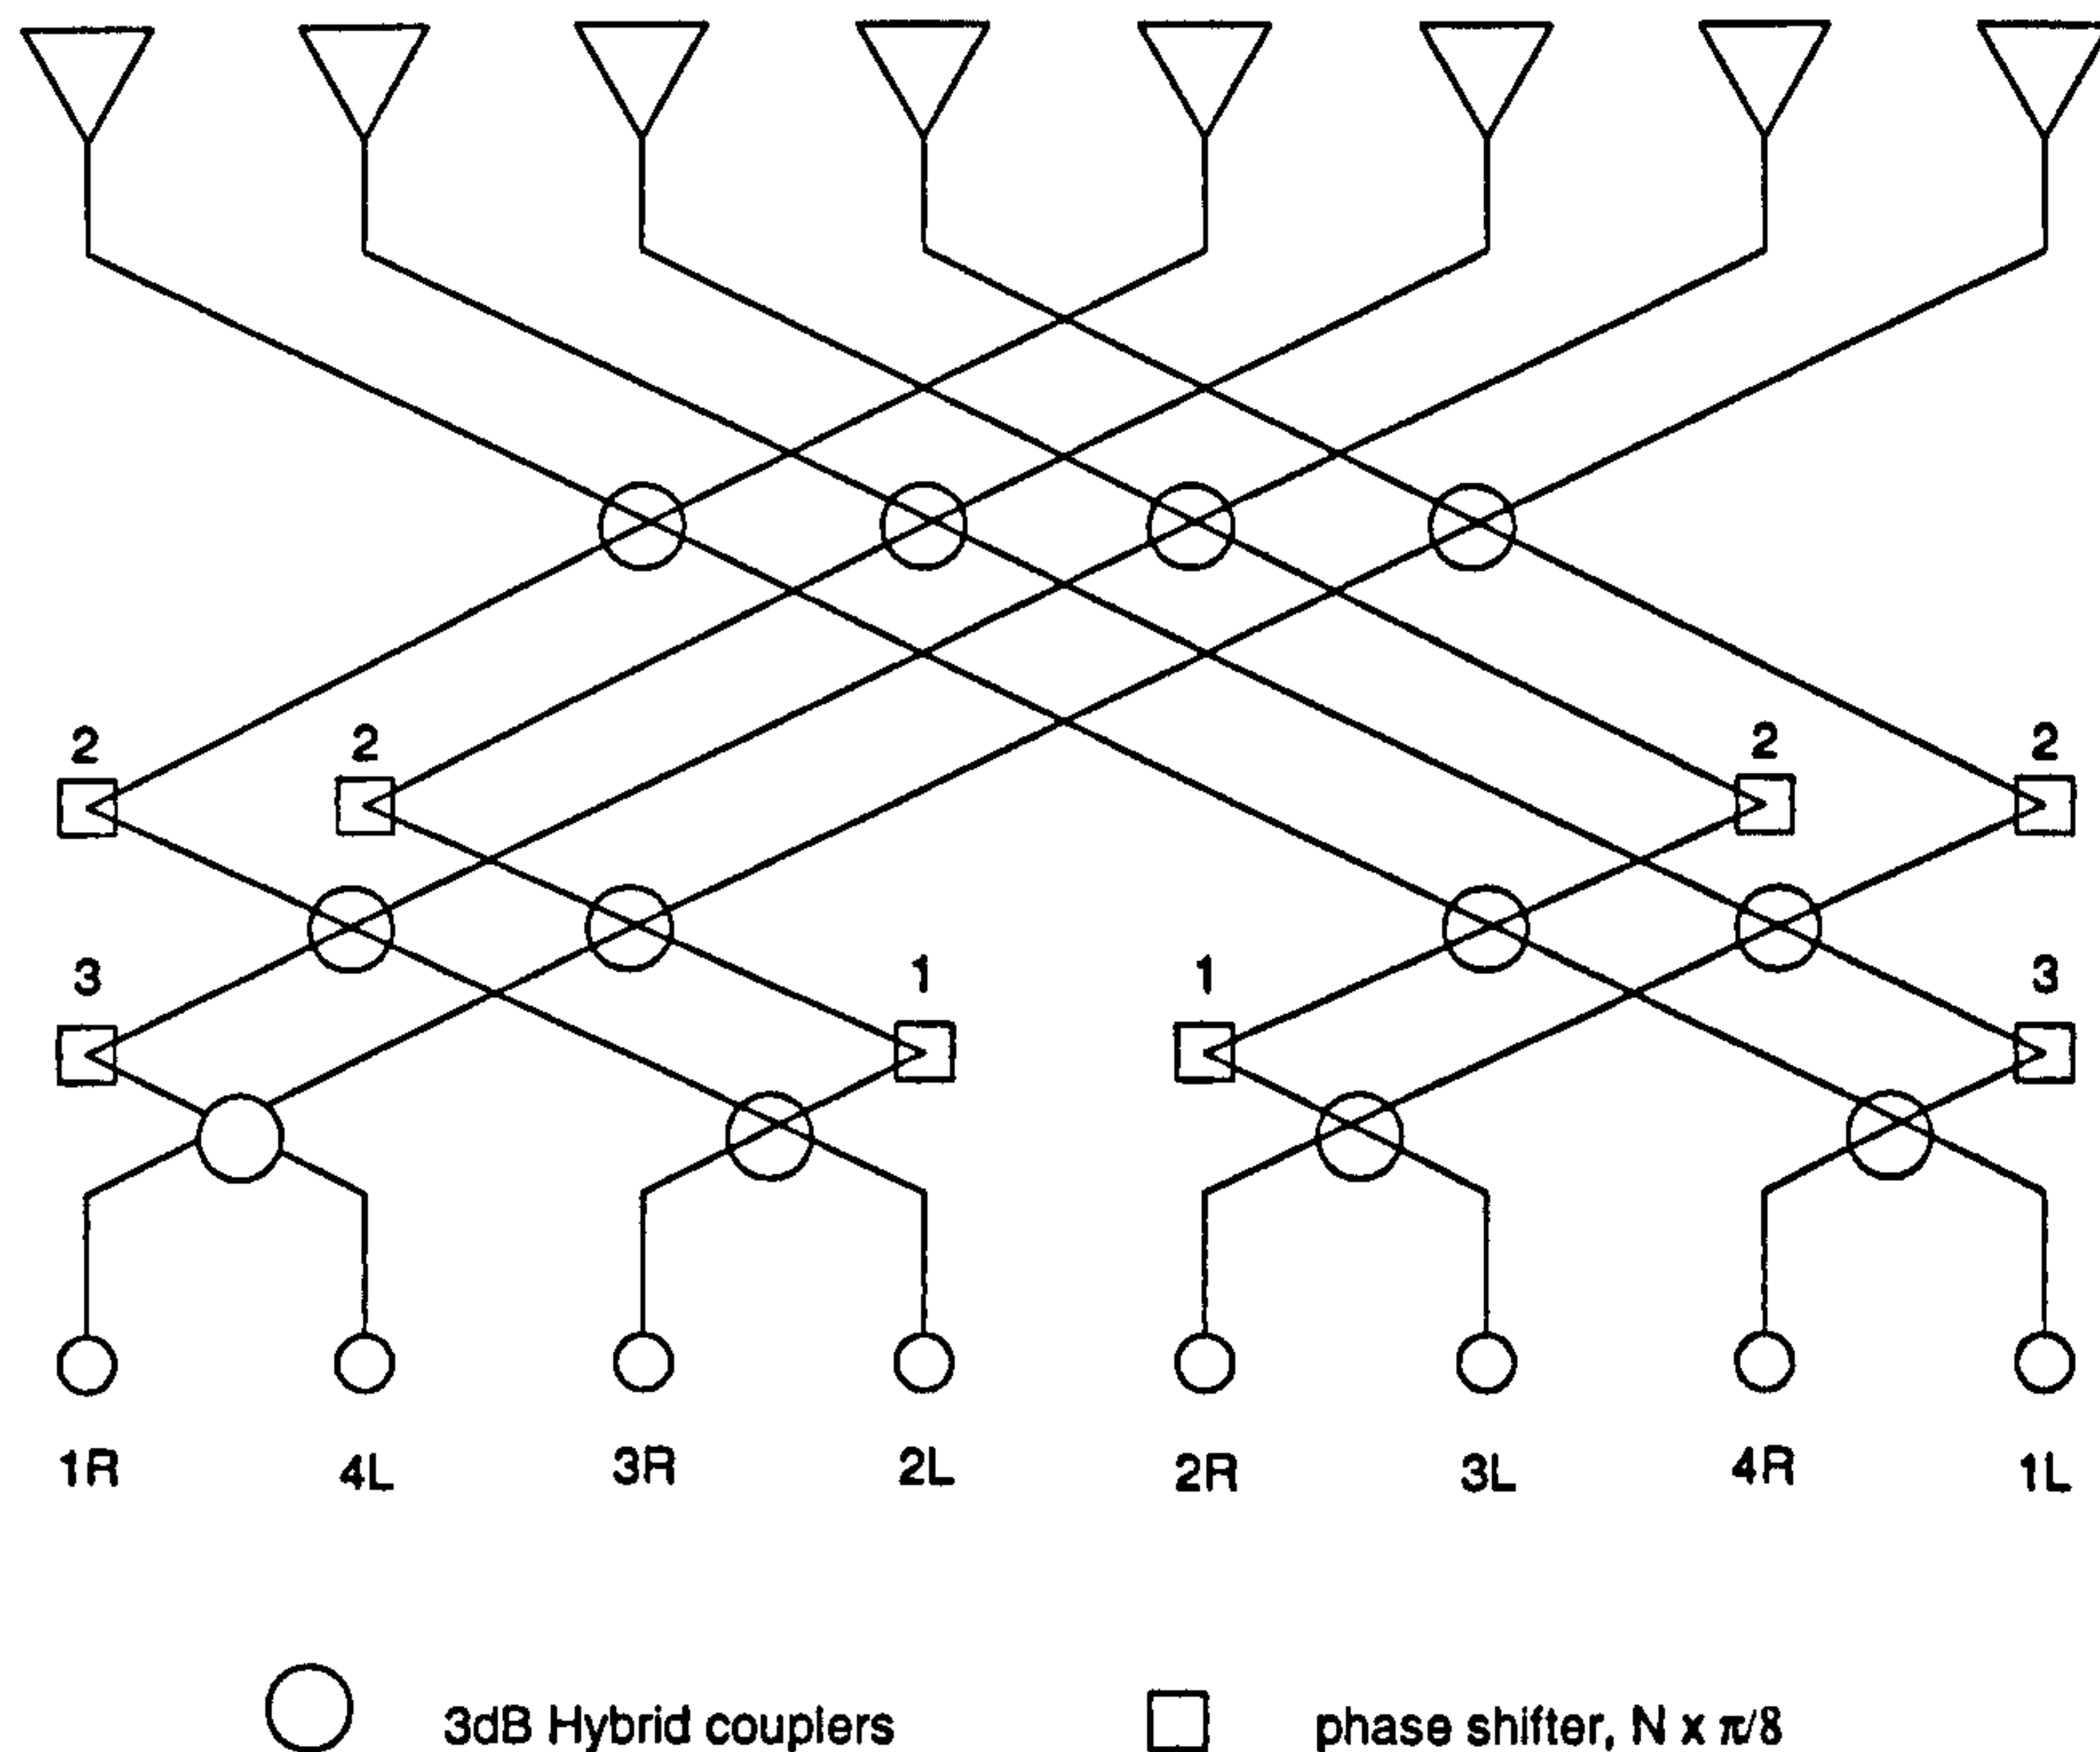 2 2 2 2
3 1 1 3
1R 4L 3R 2L 2R 3L 4R 1L
3dB Hybrid couplers phase shifter, N x π/8